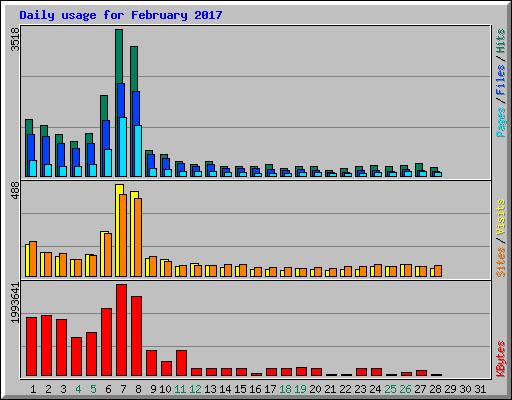 Daily usage for February 2017
3518
Pages / Files / Hits
488
Sites / Visits
1993641
KBytes
1 2 3 4 5 6 7 8 9 10 11 12 13 14 15 16 17 18 19 20 21 22 23 24 25 26 27 28 29 30 31